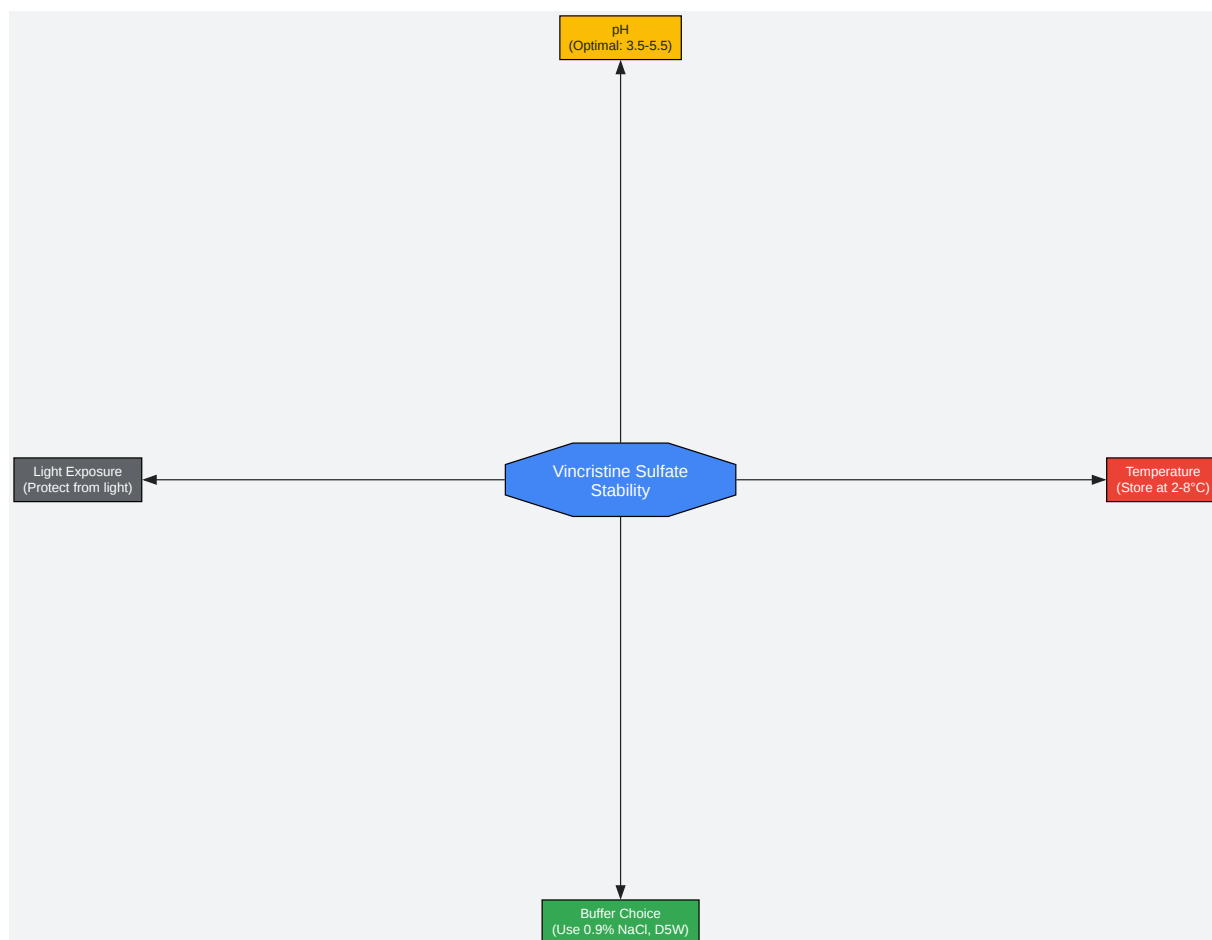 pH
(Optimal: 3.5-5.5)
Light Exposure
(Protect from light)
Vincristine Sulfate
Stability
Temperature
(Store at 2-8°C)
Buffer Choice
(Use 0.9% NaCl, D5W)